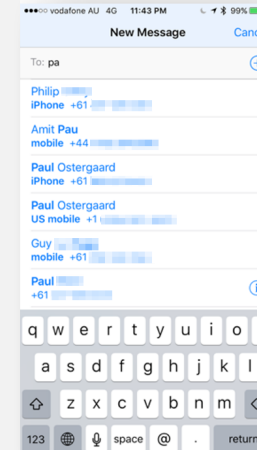 vodafone AU 4G 11:43 PM 99%
New Message
To: pa
Philip
iPhone +61
Amit Pau
mobile +44
Paul Ostergaard
iPhone +61
Paul Ostergaard
US mobile +1
Guy
mobile +61
Paul
+61
q w e r t y u i o
a s d f g h j k l
z x c v b n m
123 space @ . return